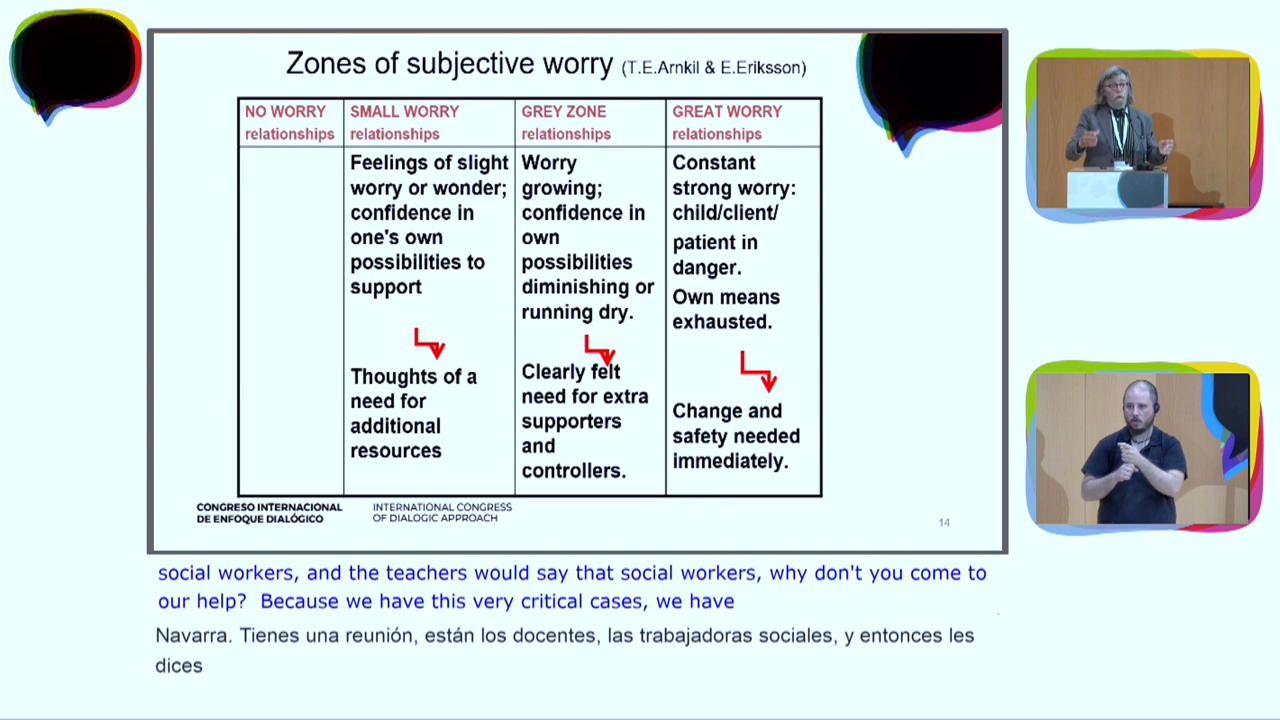 Zones of subjective worry (T.E.Arnkil & E.Eriksson)
NO WORRY
relationships
SMALL WORRY
relationships
GREY ZONE
relationships
GREAT WORRY
relationships
Feelings of slight
worry or wonder;
confidence in
one's own
possibilities to
support
Thoughts of a
need for
additional
resources
Worry
growing;
confidence in
own
possibilities
diminishing or
running dry.
Clearly felt
need for extra
supporters
and
controllers.
Constant
strong worry:
child/client/
patient in
danger.
Own means
exhausted.
Change and
safety needed
immediately.
CONGRESO INTERNACIONAL
DE ENFOQUE DIALÓGICO
INTERNATIONAL CONGRESS
OF DIALOGIC APPROACH
14
social workers, and the teachers would say that social workers, why don't you come to
our help?  Because we have this very critical cases, we have
Navarra. Tienes una reunión, están los docentes, las trabajadoras sociales, y entonces les
dices